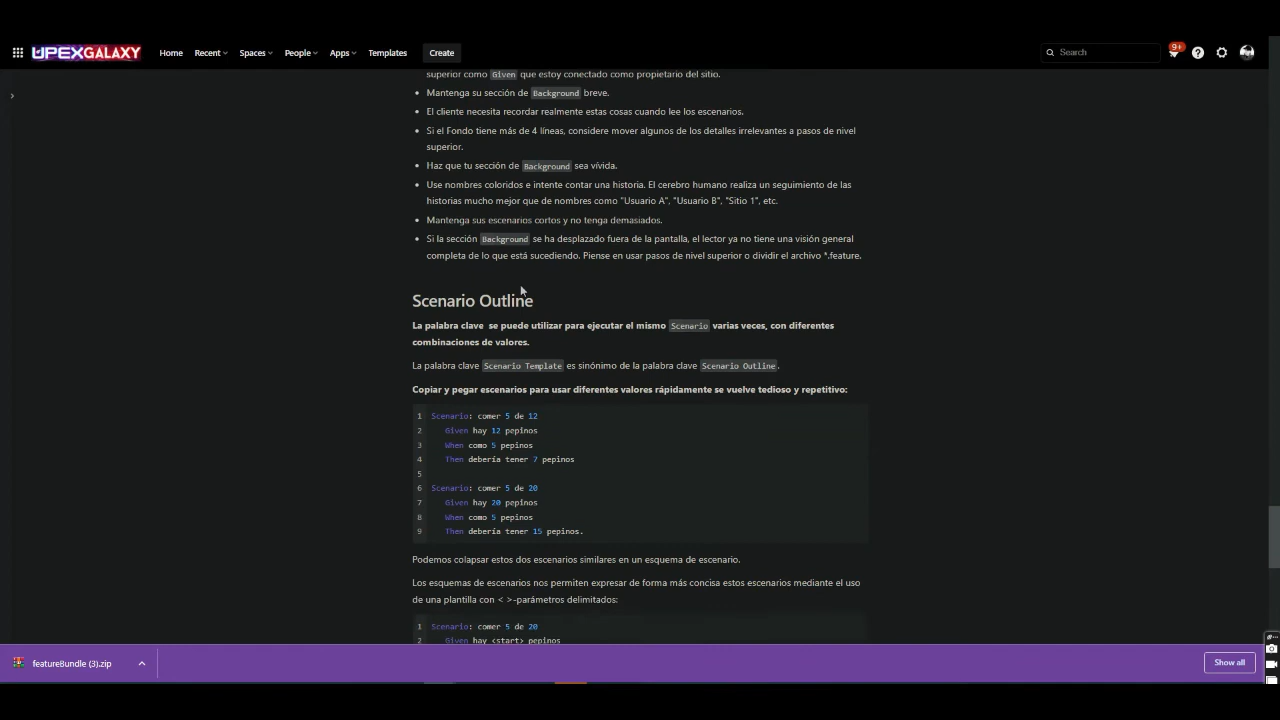 UPEXGALAXY Home Recent Spaces People Apps Templates Create Search 9+
superior como Given que estoy conectado como propietario del sitio.
• Mantenga su sección de Background breve.
• El cliente necesita recordar realmente estas cosas cuando lee los escenarios.
• Si el Fondo tiene más de 4 líneas, considere mover algunos de los detalles irrelevantes a pasos de nivel
superior.
• Haz que tu sección de Background sea vívida.
• Use nombres coloridos e intente contar una historia. El cerebro humano realiza un seguimiento de las
historias mucho mejor que de nombres como "Usuario A", "Usuario B", "Sitio 1", etc.
• Mantenga sus escenarios cortos y no tenga demasiados.
• Si la sección Background se ha desplazado fuera de la pantalla, el lector ya no tiene una visión general
completa de lo que está sucediendo. Piense en usar pasos de nivel superior o dividir el archivo *.feature.
Scenario Outline
La palabra clave se puede utilizar para ejecutar el mismo Scenario varias veces, con diferentes
combinaciones de valores.
La palabra clave Scenario Template es sinónimo de la palabra clave Scenario Outline.
Copiar y pegar escenarios para usar diferentes valores rápidamente se vuelve tedioso y repetitivo:
1 Scenario: comer 5 de 12
2 Given hay 12 pepinos
3 When como 5 pepinos
4 Then debería tener 7 pepinos
5
6 Scenario: comer 5 de 20
7 Given hay 20 pepinos
8 When como 5 pepinos
9 Then debería tener 15 pepinos.
Podemos colapsar estos dos escenarios similares en un esquema de escenario.
Los esquemas de escenarios nos permiten expresar de forma más concisa estos escenarios mediante el uso
de una plantilla con < >-parámetros delimitados:
1 Scenario: comer 5 de 20
2 Given hay <start> pepinos
featureBundle (3).zip Show all